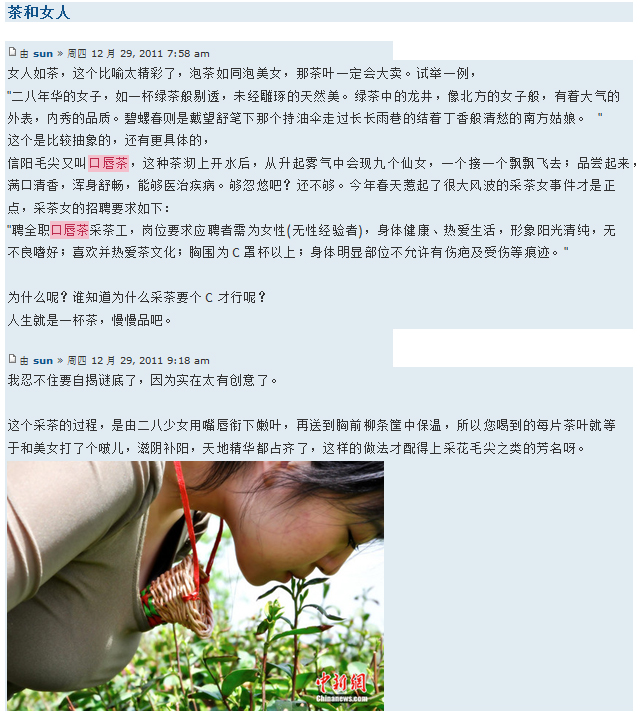 茶和女人
由 sun » 周四 12 月 29, 2011 7:58 am
女人如茶，这个比喻太精彩了，泡茶如同泡美女，那茶叶一定会大卖。试举一例，
"二八年华的女子，如一杯绿茶般剔透，未经雕琢的天然美。绿茶中的龙井，像北方的女子般，有着大气的
外表，内秀的品质。碧螺春则是戴望舒笔下那个持油伞走过长长雨巷的结着丁香般清愁的南方姑娘。 "
这个是比较抽象的，还有更具体的，
信阳毛尖又叫口唇茶，这种茶沏上开水后，从升起雾气中会现九个仙女，一个接一个飘飘飞去；品尝起来，
满口清香，浑身舒畅，能够医治疾病。够忽悠吧？还不够。今年春天惹起了很大风波的采茶女事件才是正
点，采茶女的招聘要求如下：
"聘全职口唇茶采茶工，岗位要求应聘者需为女性(无性经验者)，身体健康、热爱生活，形象阳光清纯，无
不良嗜好；喜欢并热爱茶文化；胸围为 C 罩杯以上；身体明显部位不允许有伤疤及受伤等痕迹。"
为什么呢？谁知道为什么采茶要个 C 才行呢？
人生就是一杯茶，慢慢品吧。
由 sun » 周四 12 月 29, 2011 9:18 am
我忍不住要自揭谜底了，因为实在太有创意了。
这个采茶的过程，是由二八少女用嘴唇衔下嫩叶，再送到胸前柳条筐中保温，所以您喝到的每片茶叶就等
于和美女打了个啵儿，滋阴补阳，天地精华都占齐了，这样的做法才配得上采花毛尖之类的芳名呀。
中新网
Chinanews.com